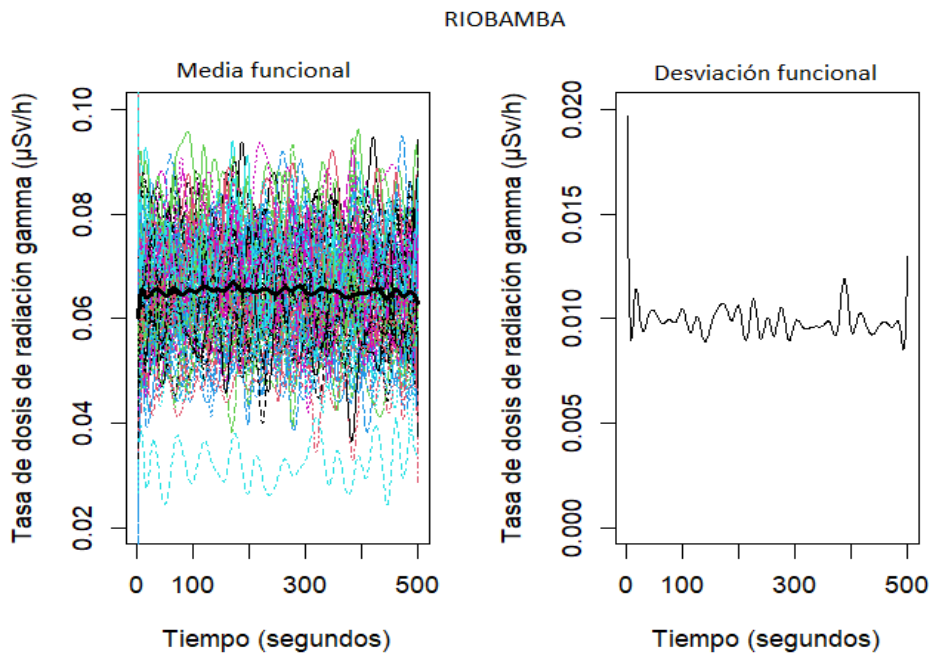 RIOBAMBA
Media funcional
Tasa de dosis de radiación gamma (µSv/h)
0.10
0.08
0.06
0.04
0.02
0
100
300
500
Tiempo (segundos)
Desviación funcional
Tasa de dosis de radiación gamma (µSv/h)
0.020
0.015
0.010
0.005
0.000
0
100
300
500
Tiempo (segundos)